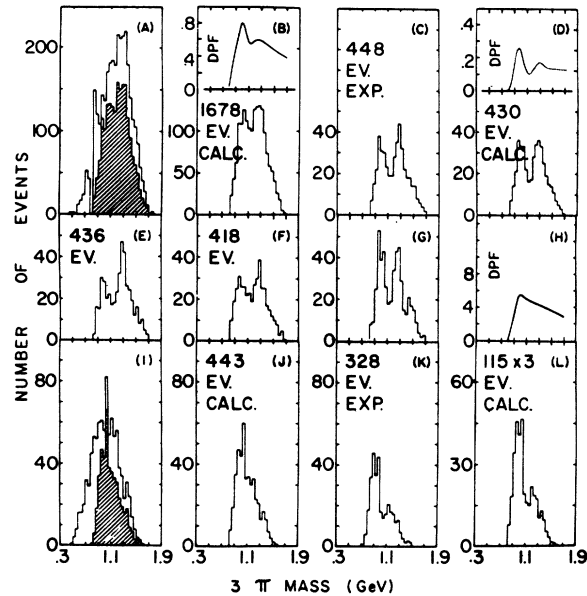 200
100
0
(A)
.8
.6
.4
.2
0
DPF
(B)
1678
EV.
CALC.
100
50
0
(C)
448
EV.
EXP.
40
20
0
.4
.2
0
DPF
(D)
430
EV.
CALC.
40
20
0
NUMBER OF EVENTS
436
EV.
(E)
40
20
0
418
EV.
(F)
40
20
0
(G)
40
20
0
DPF
(H)
8
4
0
(I)
80
40
0
443
EV.
CALC.
(J)
80
40
0
328
EV.
EXP.
(K)
80
40
0
115 x 3
EV.
CALC.
(L)
60
30
0
.3 1.1 1.9 .3 1.1 1.9 .3 1.1 1.9 .3 1.1 1.9
3 π MASS (GeV)